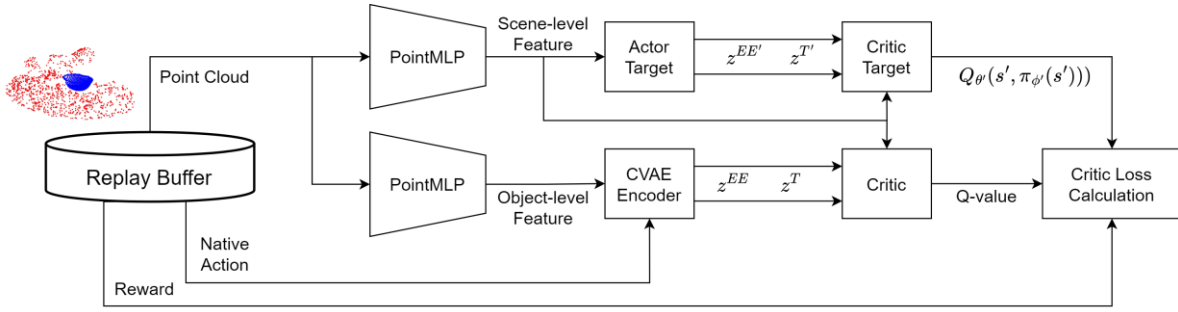 Scene-level
Feature
Point Cloud
PointMLP
Actor
Target
z^{EE'} z^{T'}
Critic
Target
Q_{θ'}(s', π_{ϕ'}(s')))
Replay Buffer
PointMLP
Object-level
Feature
CVAE
Encoder
z^{EE} z^{T}
Critic
Q-value
Critic Loss
Calculation
Native
Action
Reward